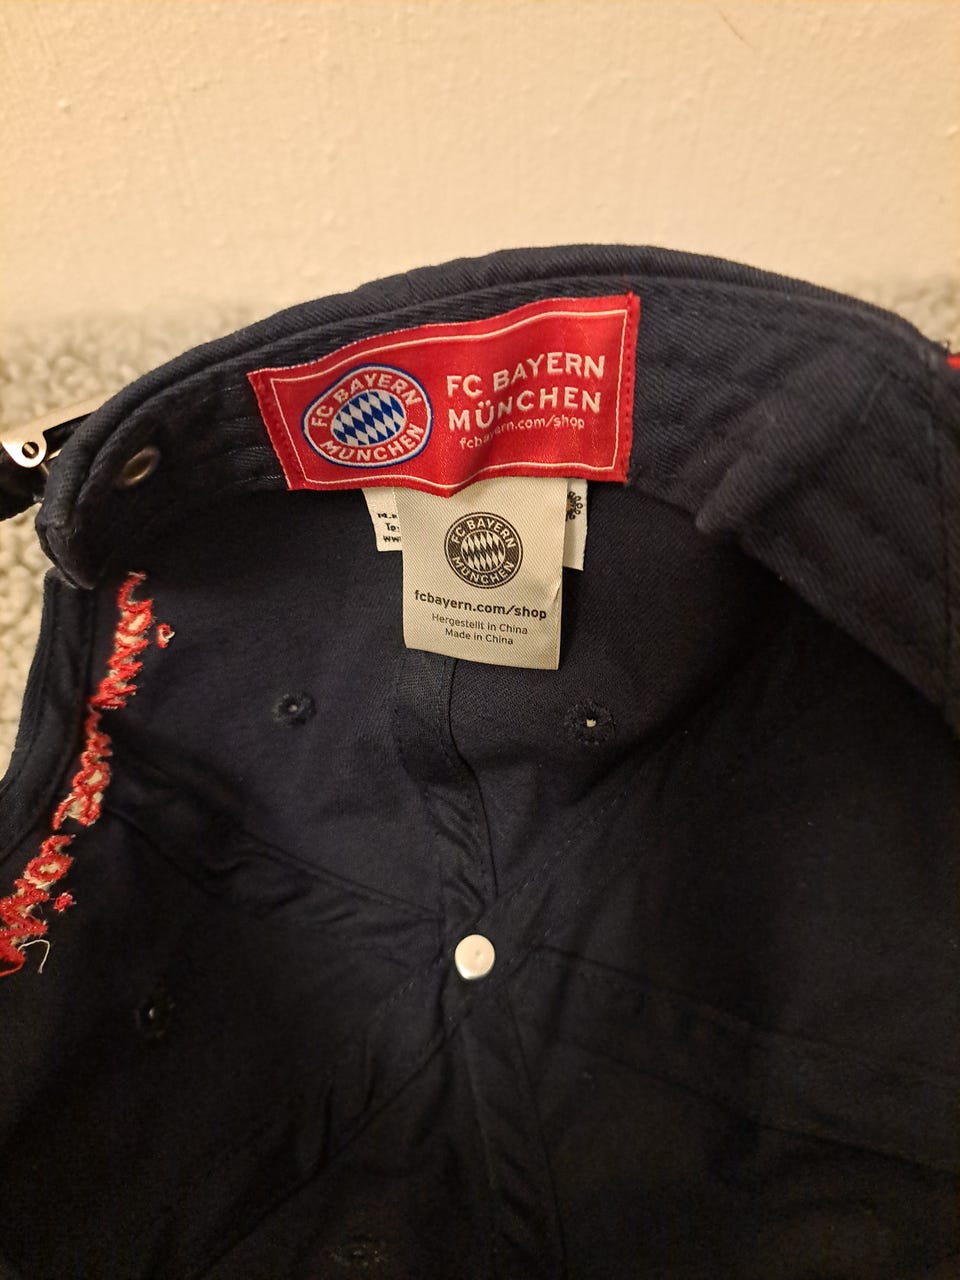 FC BAYERN
MÜNCHEN
FC BAYERN
MÜNCHEN
fcbayern.com/shop
FC BAYERN
MÜNCHEN
fcbayern.com/shop
Hergestellt in China
Made in China